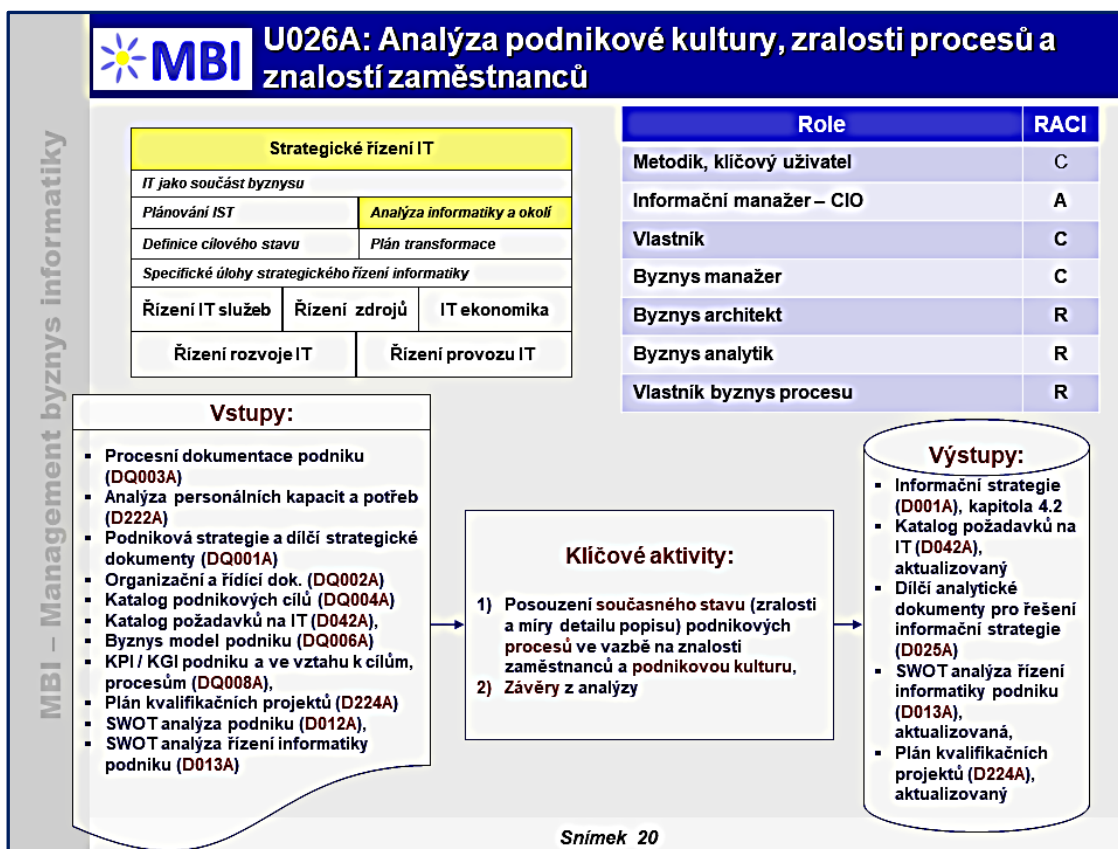 MBI
U026A: Analýza podnikové kultury, zralosti procesů a
znalostí zaměstnanců
MBI – Management byznys informatiky
Strategické řízení IT
IT jako součást byznysu
Plánování IST
Analýza informatiky a okolí
Definice cílového stavu
Plán transformace
Specifické úlohy strategického řízení informatiky
Řízení IT služeb
Řízení zdrojů
IT ekonomika
Řízení rozvoje IT
Řízení provozu IT
Role RACI
Metodik, klíčový uživatel C
Informační manažer – CIO A
Vlastník C
Byznys manažer C
Byznys architekt R
Byznys analytik R
Vlastník byznys procesu R
Vstupy:
▪ Procesní dokumentace podniku
(DQ003A)
▪ Analýza personálních kapacit a potřeb
(D222A)
▪ Podniková strategie a dílčí strategické
dokumenty (DQ001A)
▪ Organizační a řídící dok. (DQ002A)
▪ Katalog podnikových cílů (DQ004A)
▪ Katalog požadavků na IT (D042A),
▪ Byznys model podniku (DQ006A)
▪ KPI / KGI podniku a ve vztahu k cílům,
procesům (DQ008A),
▪ Plán kvalifikačních projektů (D224A)
▪ SWOT analýza podniku (D012A),
▪ SWOT analýza řízení informatiky
podniku (D013A)
Klíčové aktivity:
1) Posouzení současného stavu (zralosti
a míry detailu popisu) podnikových
procesů ve vazbě na znalosti
zaměstnanců a podnikovou kulturu,
2) Závěry z analýzy
Výstupy:
▪ Informační strategie
(D001A), kapitola 4.2
▪ Katalog požadavků na
IT (D042A),
aktualizovaný
▪ Dílčí analytické
dokumenty pro řešení
informační strategie
(D025A)
▪ SWOT analýza řízení
informatiky podniku
(D013A),
aktualizovaná,
▪ Plán kvalifikačních
projektů (D224A),
aktualizovaný
Snímek 20